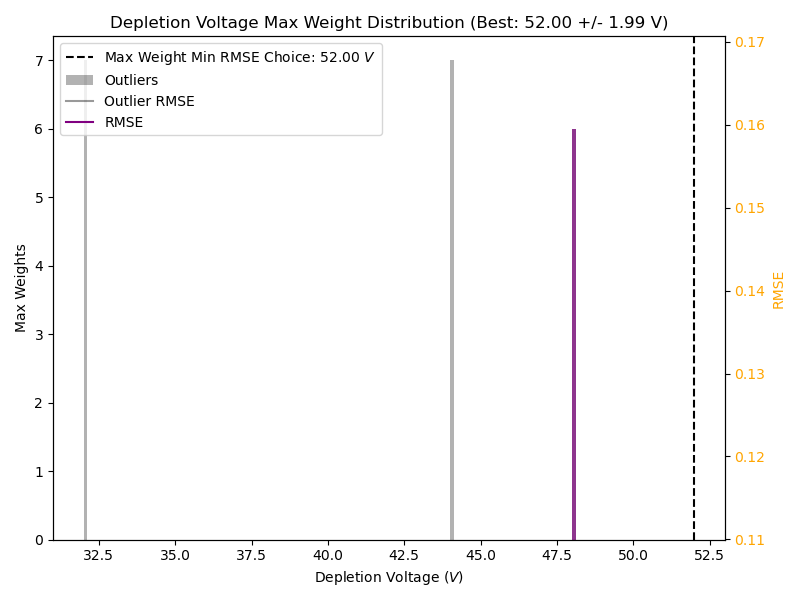 Depletion Voltage Max Weight Distribution (Best: 52.00 +/- 1.99 V)
Max Weight Min RMSE Choice: 52.00 V
Outliers
Outlier RMSE
RMSE
7
6
5
4
3
2
1
0
Max Weights
0.17
0.16
0.15
0.14
0.13
0.12
0.11
RMSE
32.5 35.0 37.5 40.0 42.5 45.0 47.5 50.0 52.5
Depletion Voltage (V)